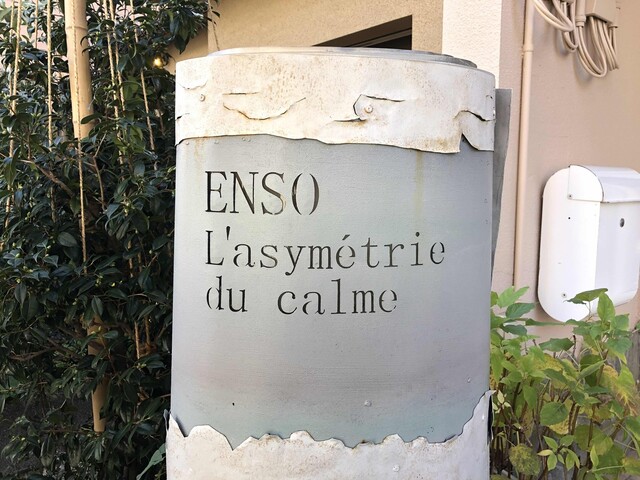 ENSO
L'asymétrie
du calme